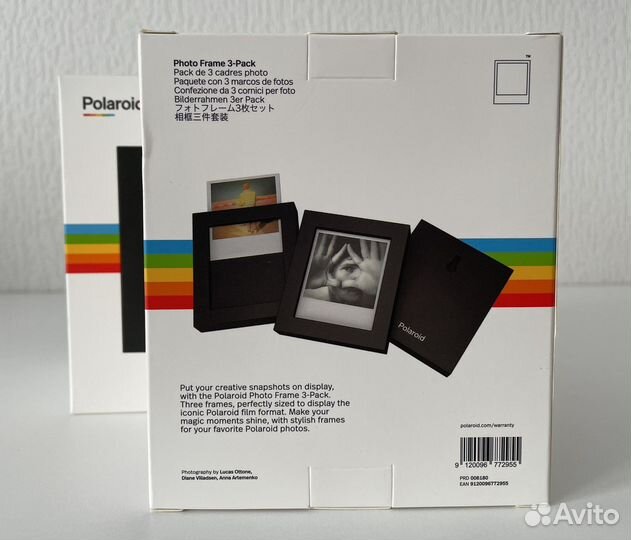 Photo Frame 3-Pack
Pack de 3 cadres photo
Paquete con 3 marcos de fotos
Confezione da 3 cornici per foto
Bilderrahmen 3er Pack
フォトフレーム3枚セット
相框三件套装
TM
Polaroid
Polaroid
Put your creative snapshots on display,
with the Polaroid Photo Frame 3-Pack.
Three frames, perfectly sized to display the
iconic Polaroid film format. Make your
magic moments shine, with stylish frames
for your favorite Polaroid photos.
Photography by Lucas Ottone,
Diane Villadsen, Anna Artemenko
polaroid.com/warranty
9 120096 772955
PRD 006180
EAN 9120096772955
Avito